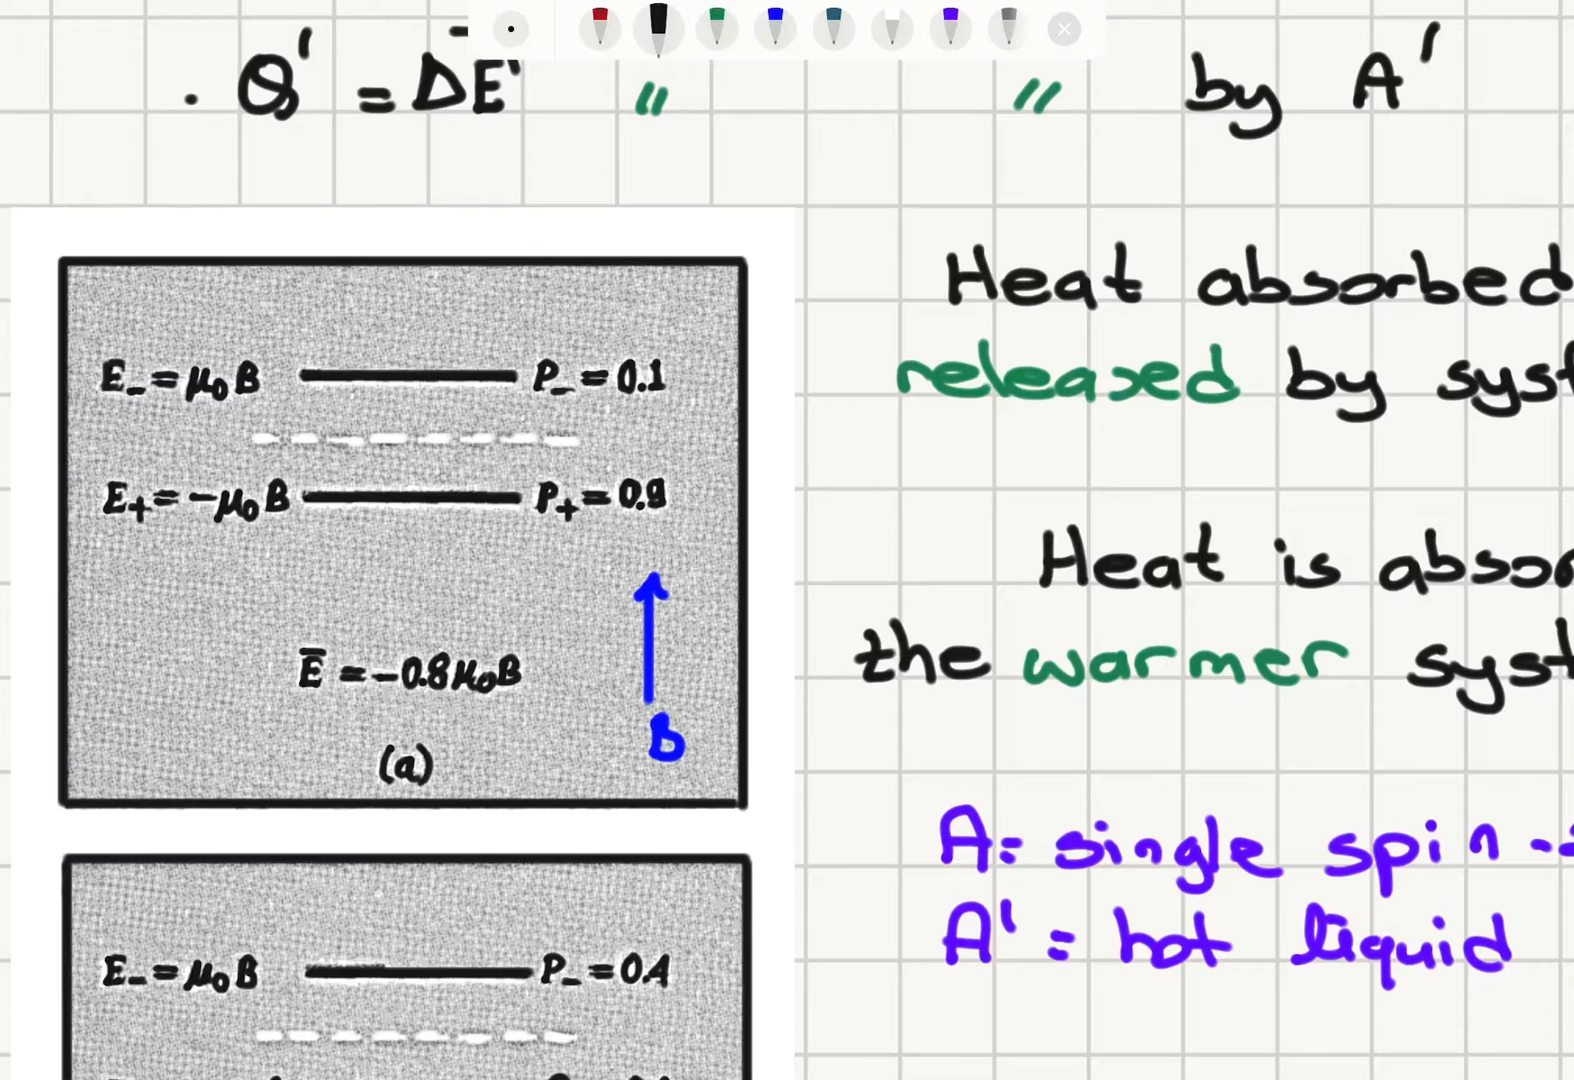 . Q' = ΔE' " " by A'
E₋ = μ₀B P₋ = 0.1
E₊ = -μ₀B P₊ = 0.9
Ē = -0.8μ₀B
B
(a)
E₋ = μ₀B P₋ = 0.4
Heat absorbed
released by
Heat is
the warmer
A = single spin
A' = hot liquid